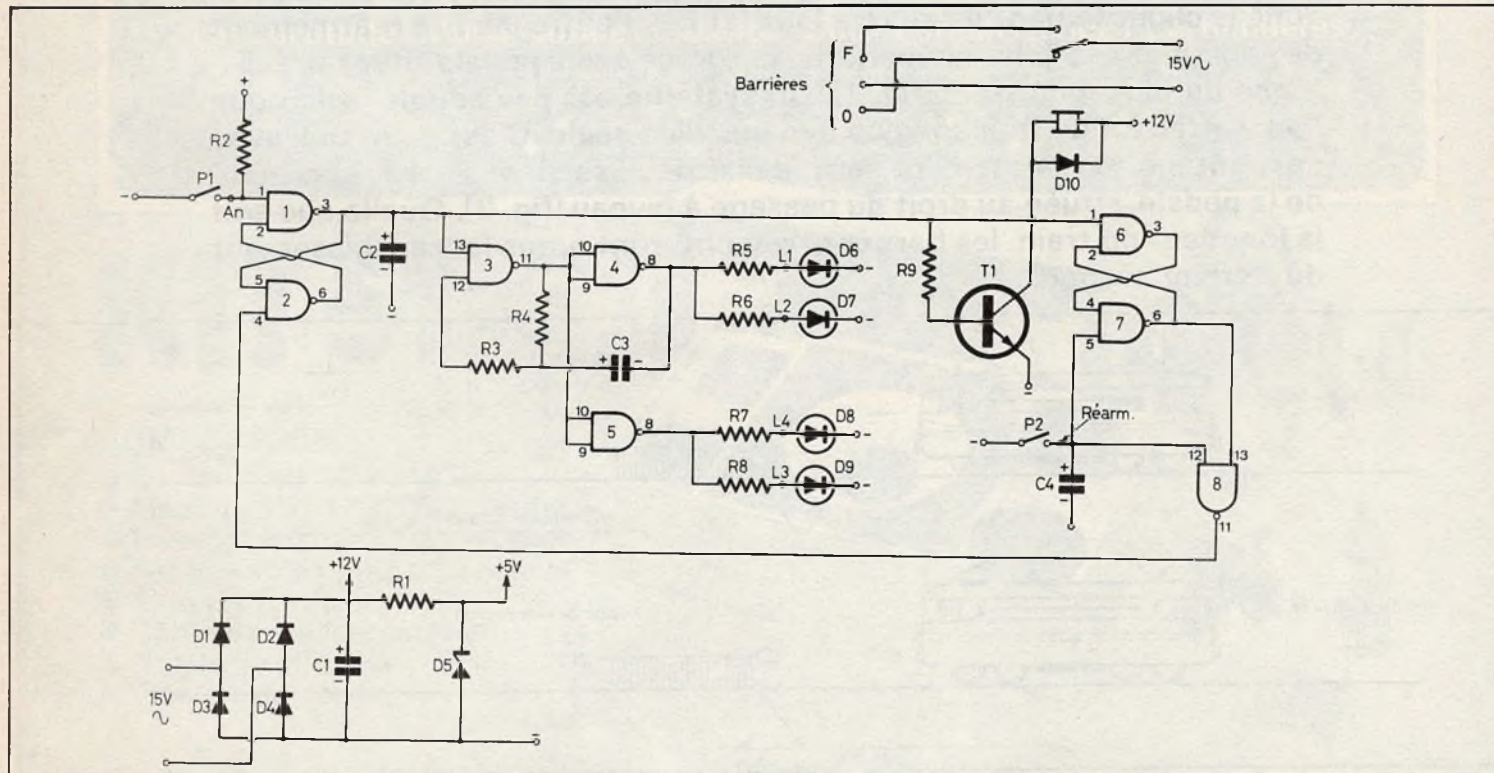 F
Barrières
0
15V∿
+
R2
P1
-
An
1
2
3
1
5
4
6
2
+
C2
-
13
12
11
3
R4
R3
10
9
8
4
+
C3
-
R5
L1
D6
-
R6
L2
D7
-
10
9
8
5
R7
L4
D8
-
R8
L3
D9
-
+12V
D10
R9
T1
1
2
3
6
4
5
6
7
P2
-
Réarm.
12
13
8
11
+
C4
-
+12V
R1
+5V
D1
D2
D3
D4
+
C1
-
D5
15V
∿
-